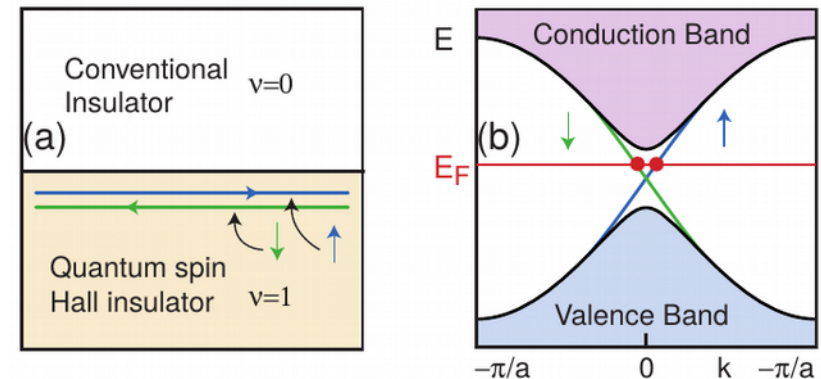 Conventional
Insulator ν=0
(a)
Quantum spin
Hall insulator ν=1
E
Conduction Band
(b)
E_F
Valence Band
−π/a 0 k −π/a